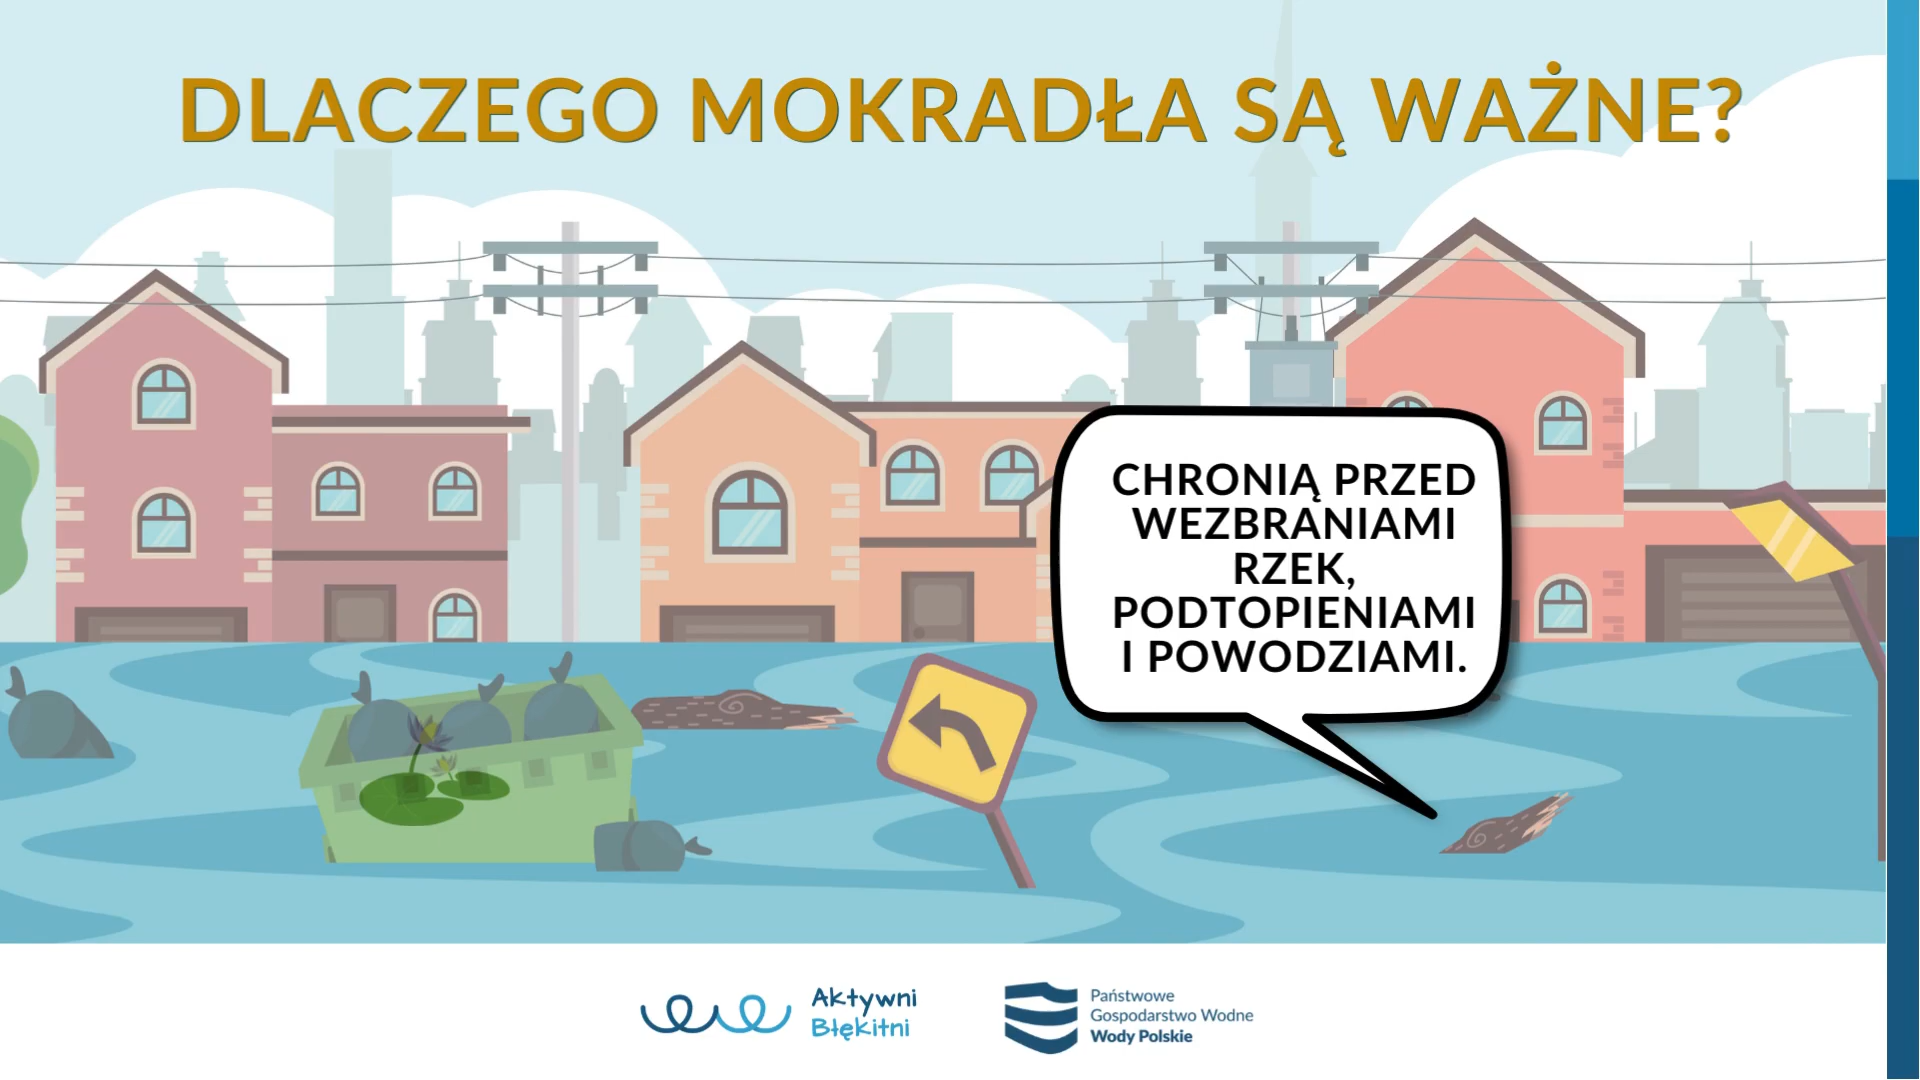 DLACZEGO MOKRADŁA SĄ WAŻNE?
CHRONIĄ PRZED
WEZBRANIAMI
RZEK,
PODTOPIENIAMI
I POWODZIAMI.
Aktywni
Błękitni
Państwowe
Gospodarstwo Wodne
Wody Polskie